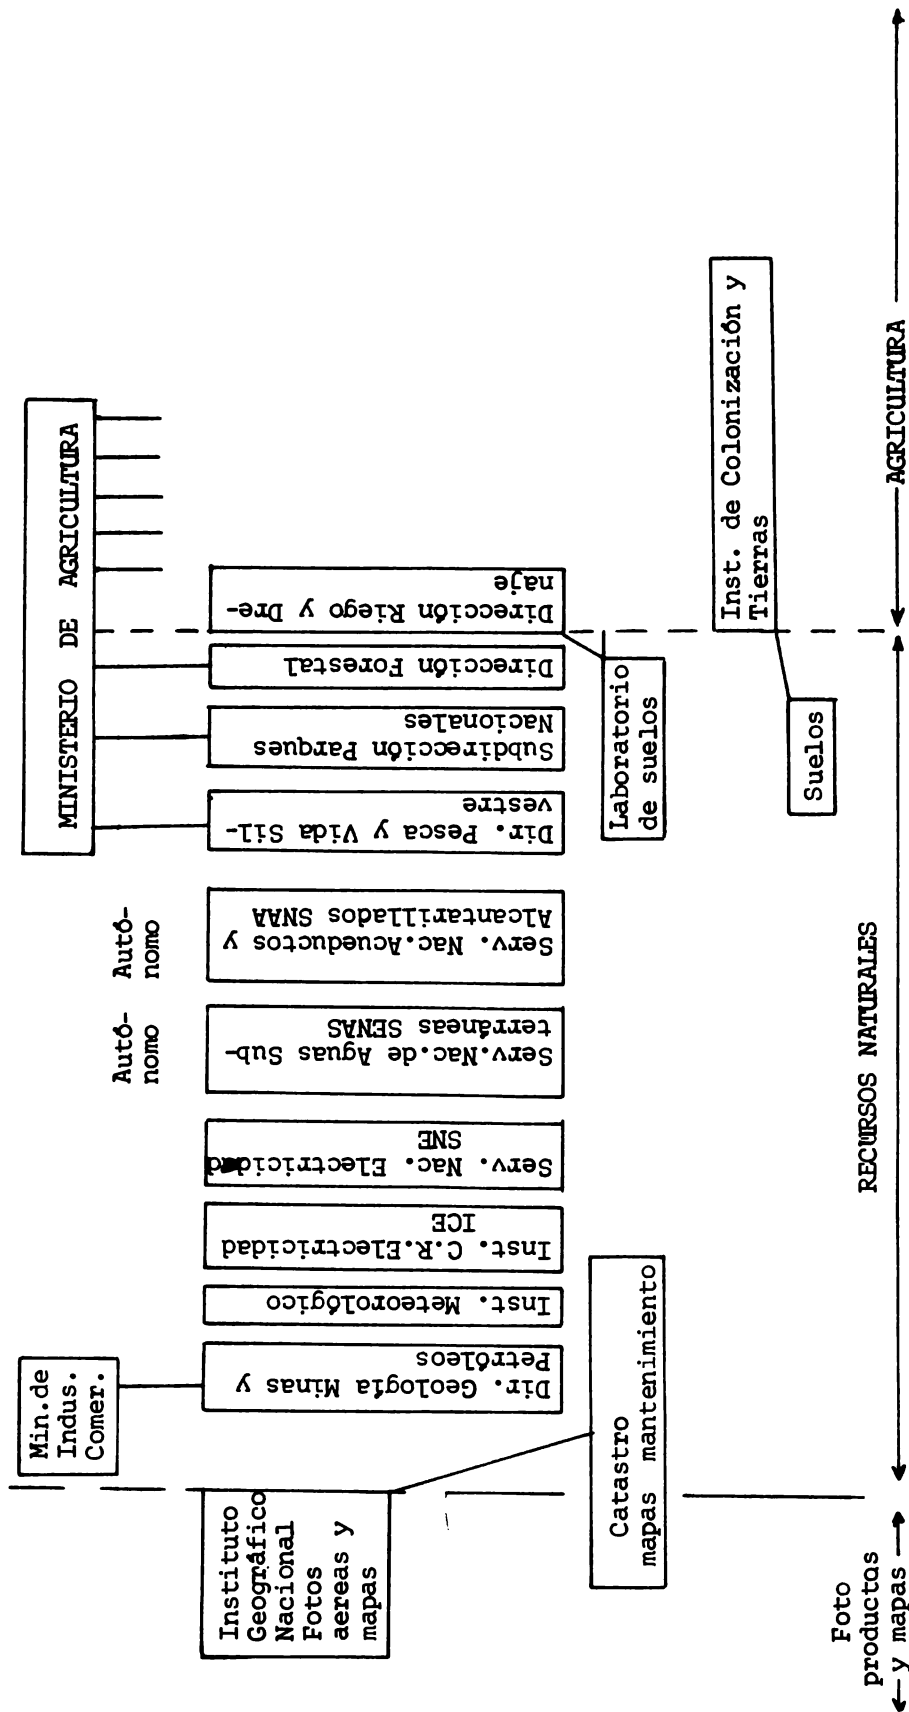 Min.de
Indus.
Comer.
Autó-
nomo
Autó-
nomo
MINISTERIO DE AGRICULTURA
Instituto
Geográfico
Nacional
Fotos
aereas y
mapas
Dir. Geología Minas y
Petróleos
Inst. Meteorológico
Inst. C.R.Electricidad
ICE
Serv. Nac. Electricidad
SNE
Serv.Nac.de Aguas Sub-
terráneas SENAS
Serv. Nac.Acueductos y
Alcantarillados SNAA
Dir. Pesca y Vida Sil-
vestre
Subdirección Parques
Nacionales
Dirección Forestal
Dirección Riego y Dre-
naje
Catastro
mapas mantenimiento
Laboratorio
de suelos
Inst. de Colonización y
Tierras
Suelos
Foto
productos
y mapas
RECURSOS NATURALES
AGRICULTURA